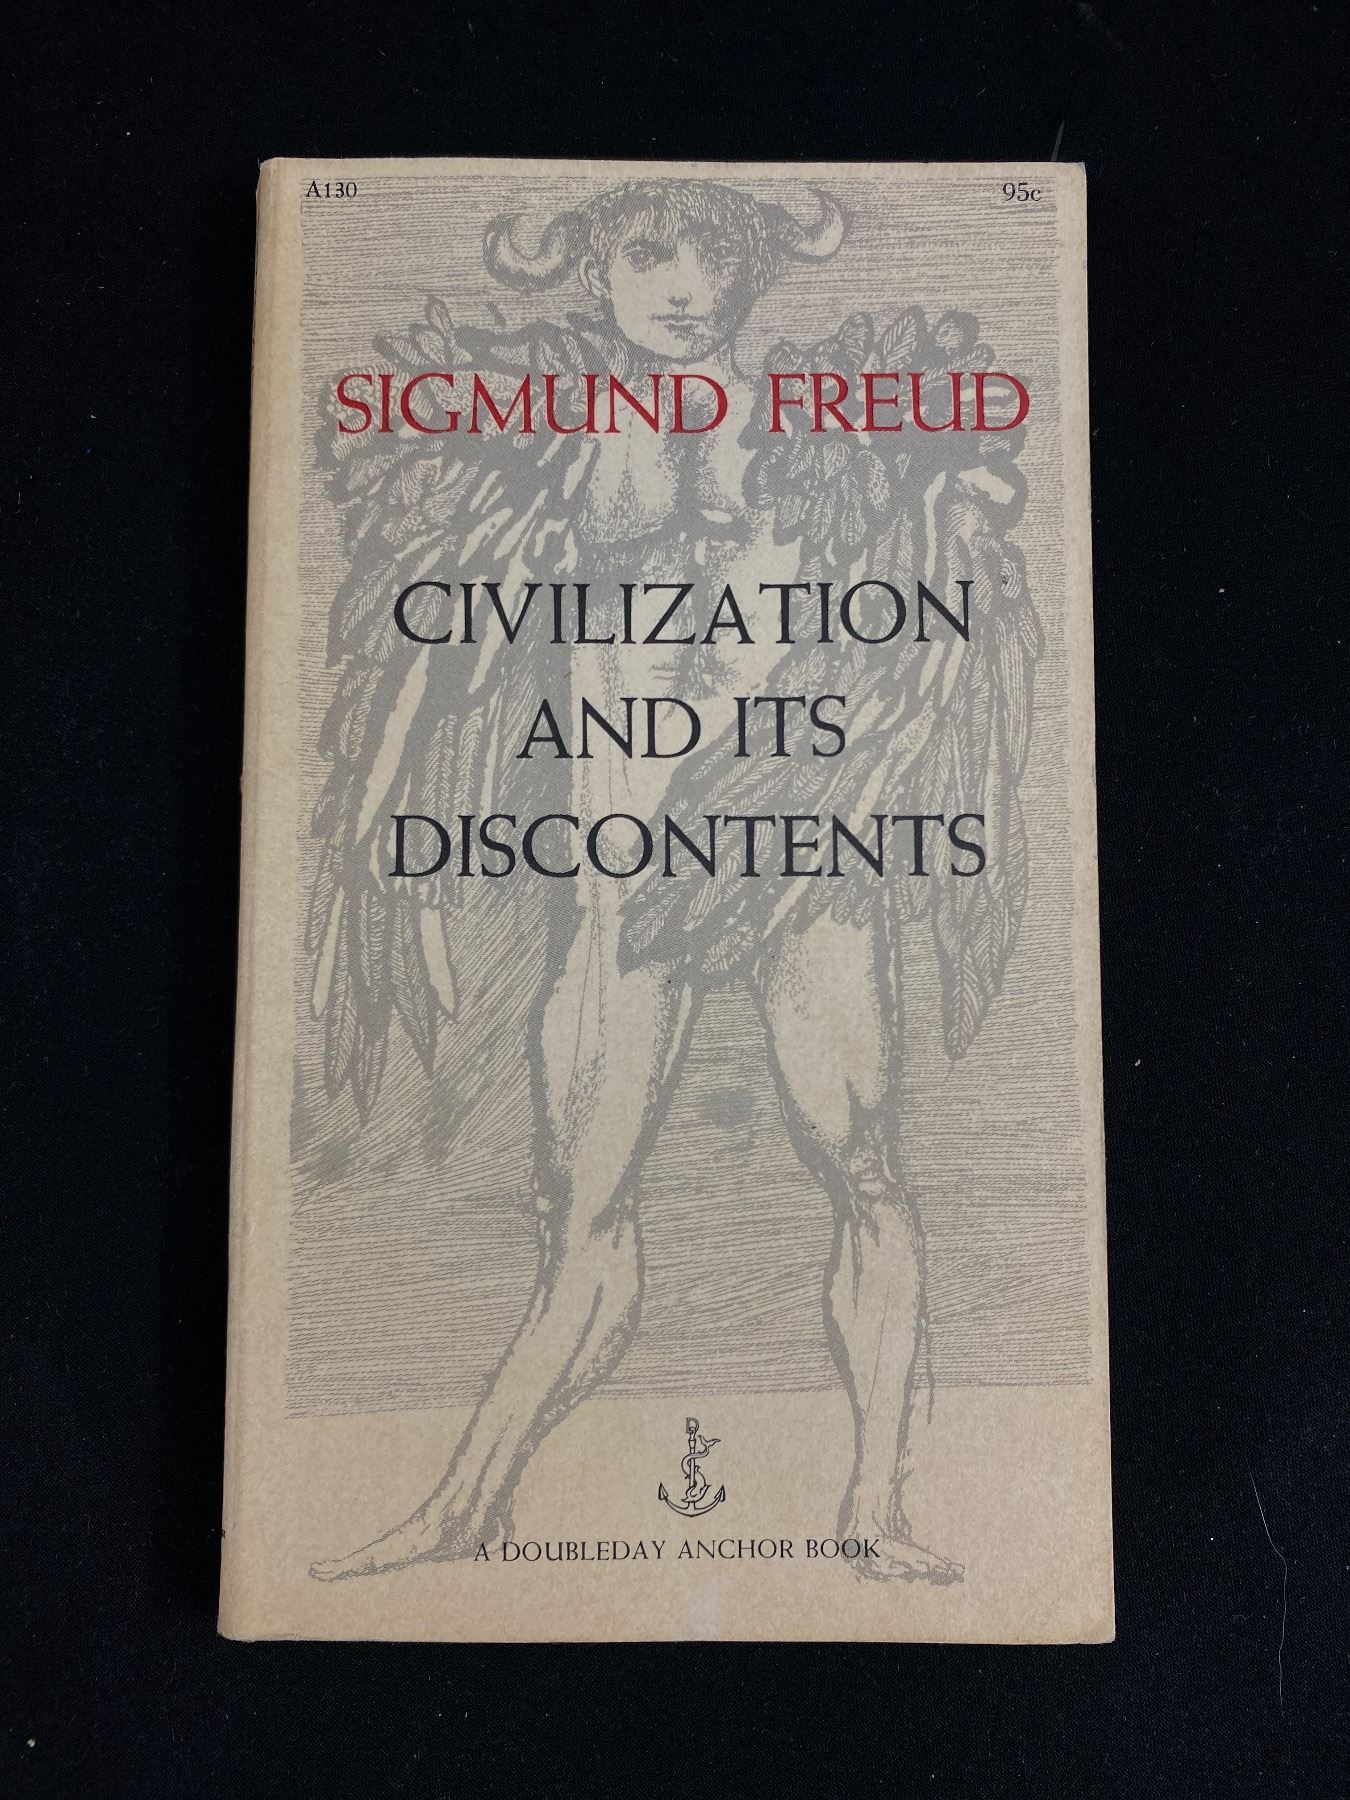 A130
95c
SIGMUND FREUD
CIVILIZATION
AND ITS
DISCONTENTS
D
A DOUBLEDAY ANCHOR BOOK